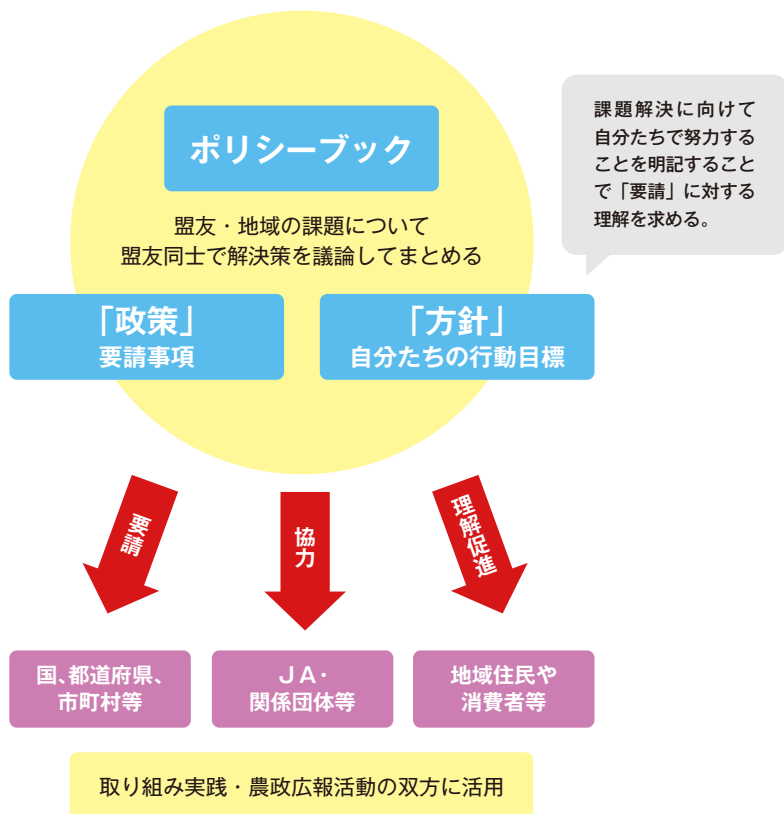 ポリシーブック
盟友・地域の課題について
盟友同士で解決策を議論してまとめる
課題解決に向けて
自分たちで努力する
ことを明記すること
で「要請」に対する
理解を求める。
「政策」
要請事項
「方針」
自分たちの行動目標
要請
協力
理解促進
国、都道府県、
市町村等
ＪＡ・
関係団体等
地域住民や
消費者等
取り組み実践・農政広報活動の双方に活用